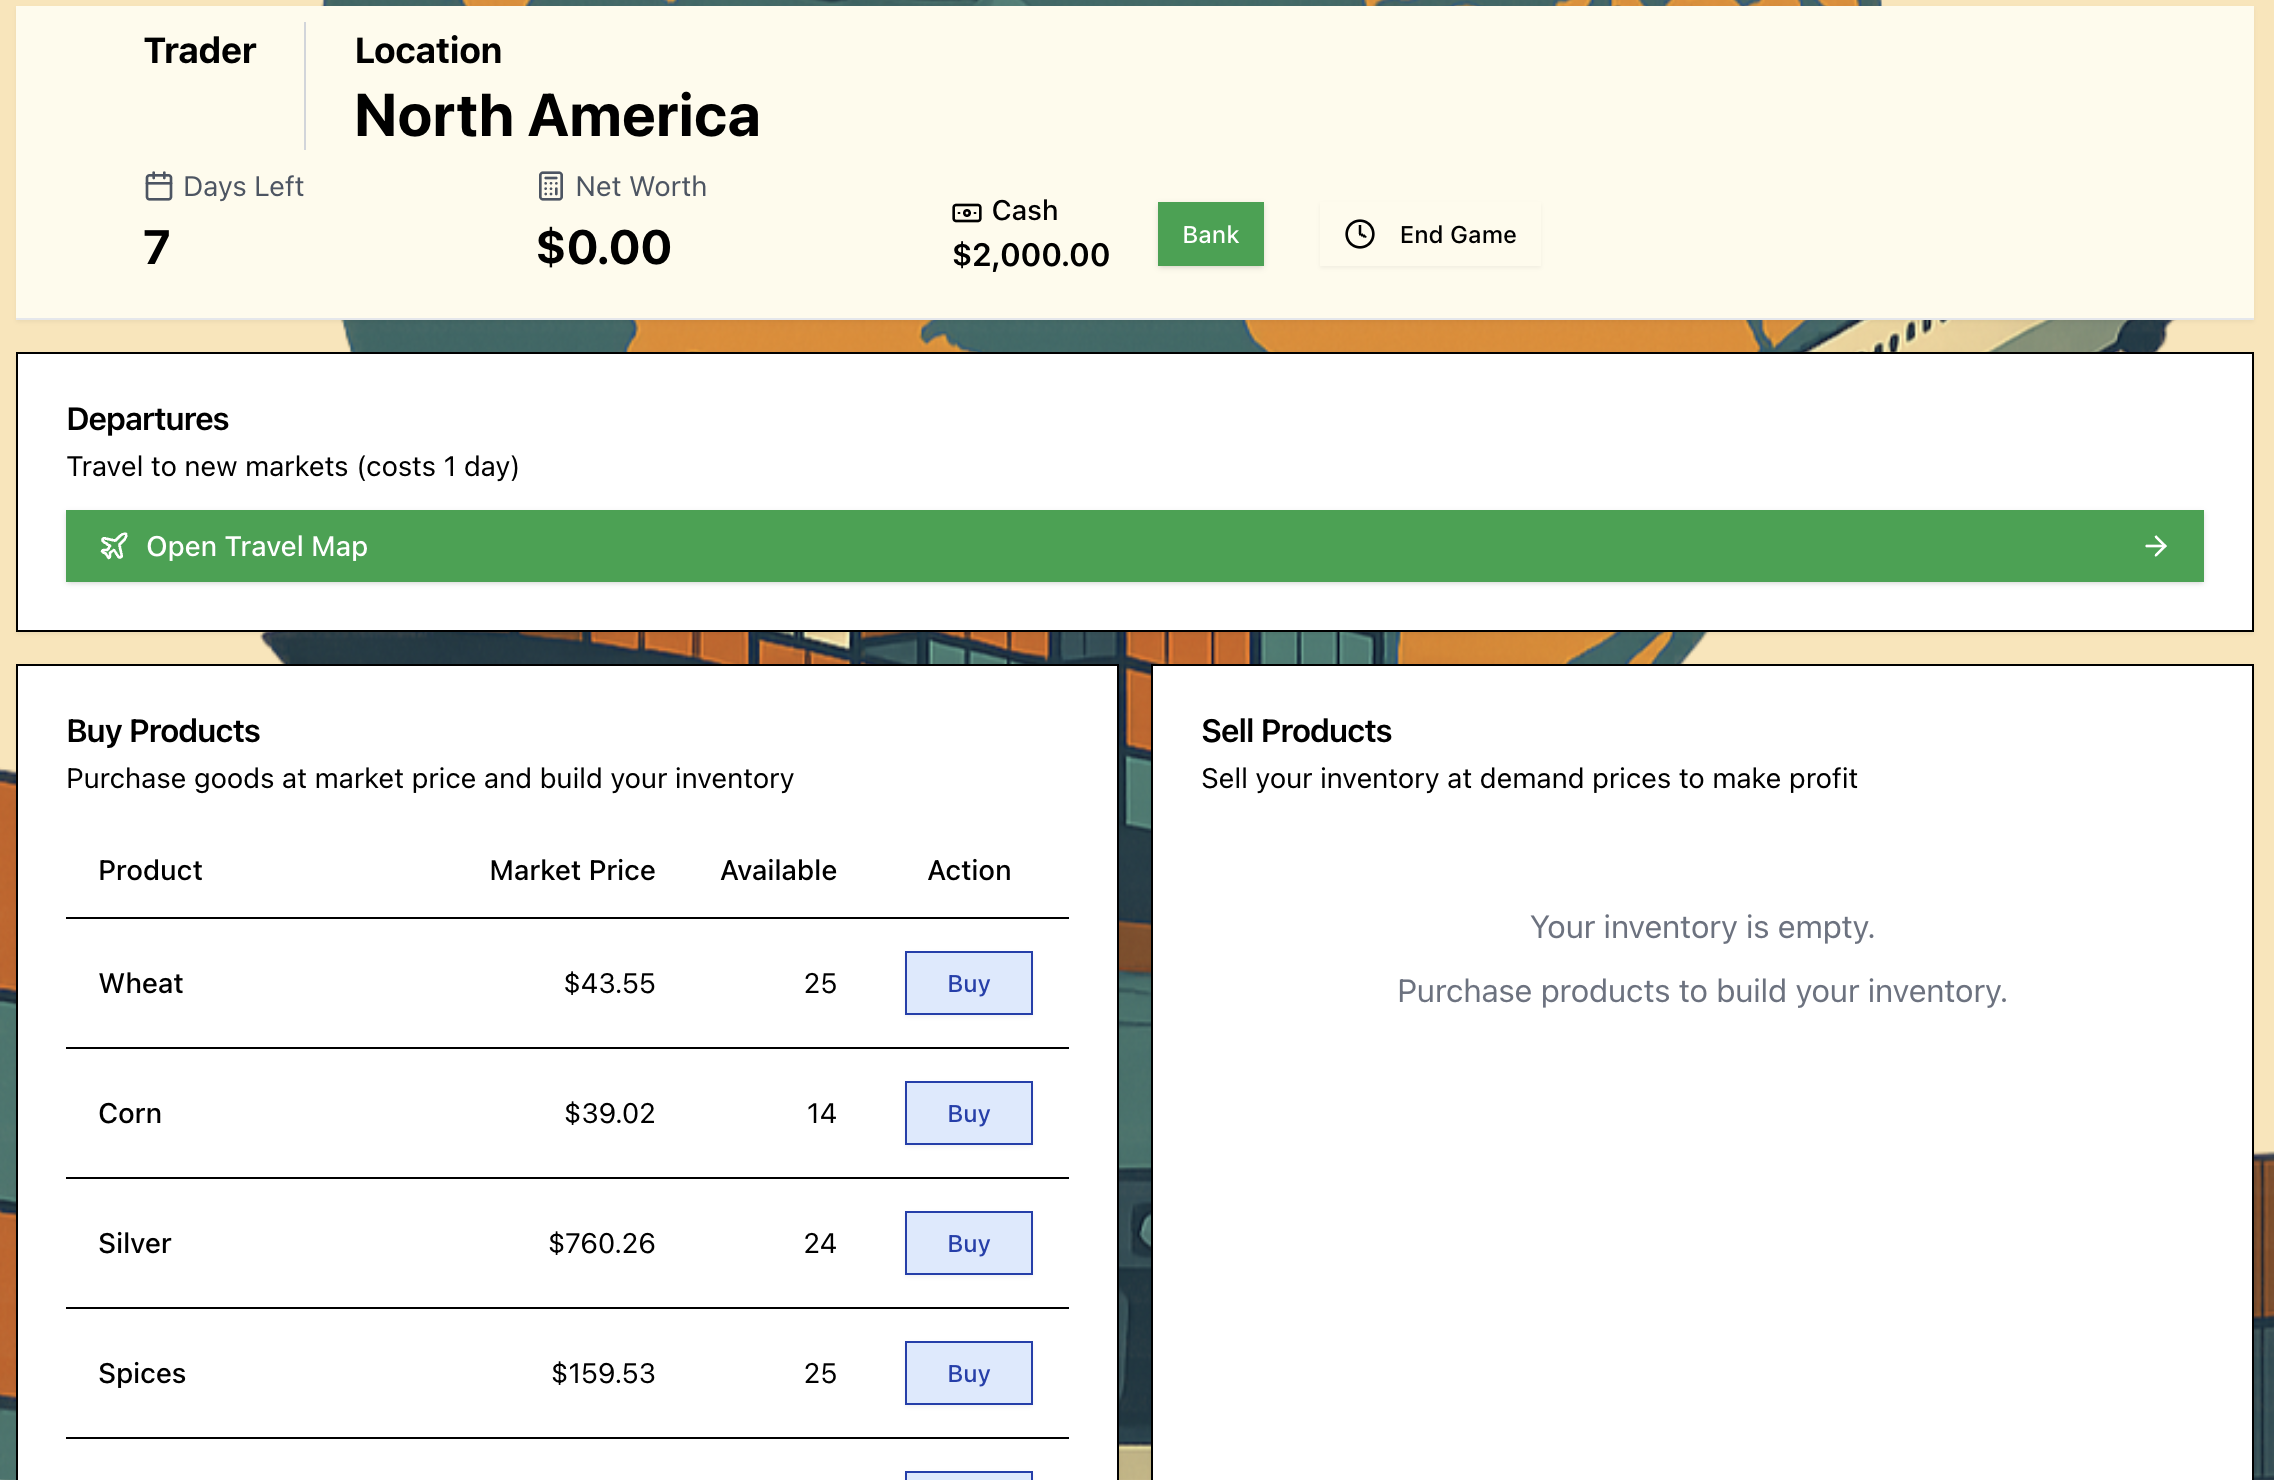 Trader
Location
North America
Days Left
7
Net Worth
$0.00
Cash
$2,000.00
Bank
End Game
Departures
Travel to new markets (costs 1 day)
Open Travel Map
Buy Products
Purchase goods at market price and build your inventory
Product Market Price Available Action
Wheat $43.55 25 Buy
Corn $39.02 14 Buy
Silver $760.26 24 Buy
Spices $159.53 25 Buy
Sell Products
Sell your inventory at demand prices to make profit
Your inventory is empty.
Purchase products to build your inventory.